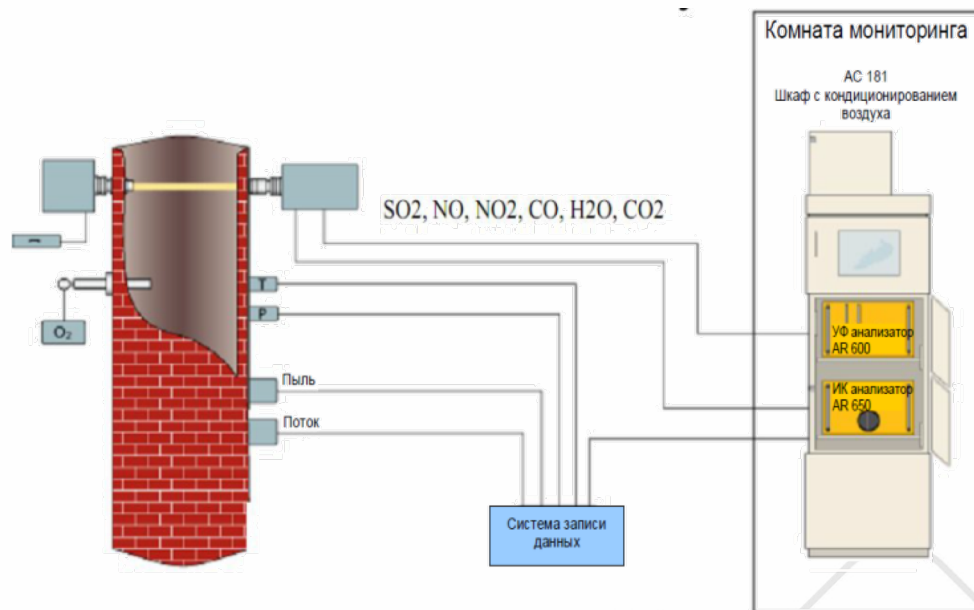 Комната мониторинга
АС 181
Шкаф с кондиционированием
воздуха
SO2, NO, NO2, CO, H2O, CO2
T
P
O₂
УФ анализатор
AR 600
ИК анализатор
AR 650
Пыль
Поток
Система записи
данных